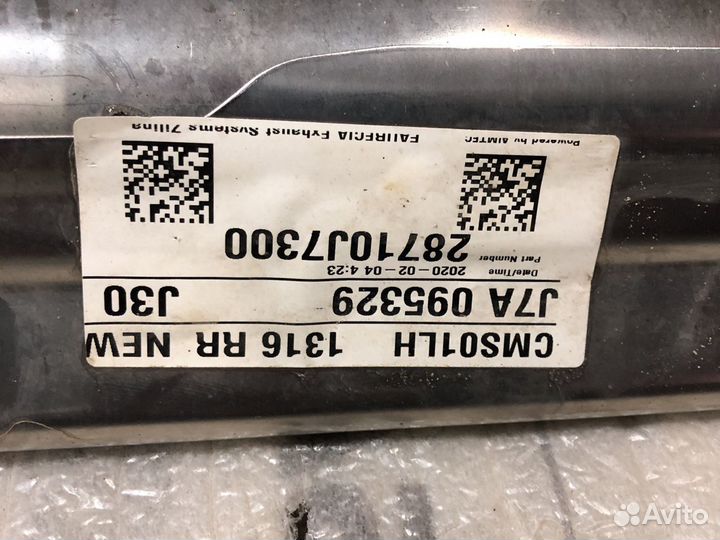 CMS01LH 1316 RR NEW
J7A 095329 J30
Date/Time 2020-02-04 4:23
Part Number 28710J7300
Powered by AIMTEC FAURECIA Exhaust Systems Zilina
Avito